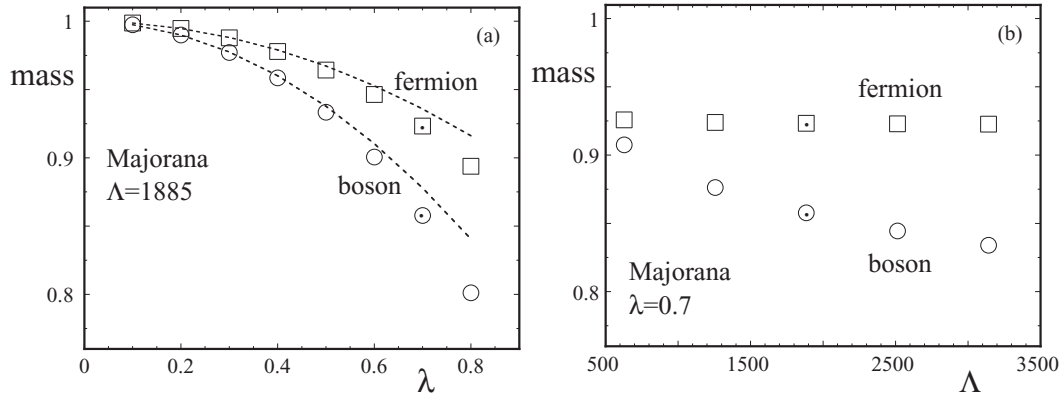 1
(a)
mass
fermion
0.9
Majorana
Λ=1885
boson
0.8
0
0.2
0.4
0.6
0.8
λ
1
(b)
mass
fermion
0.9
boson
Majorana
λ=0.7
0.8
500
1500
2500
3500
Λ